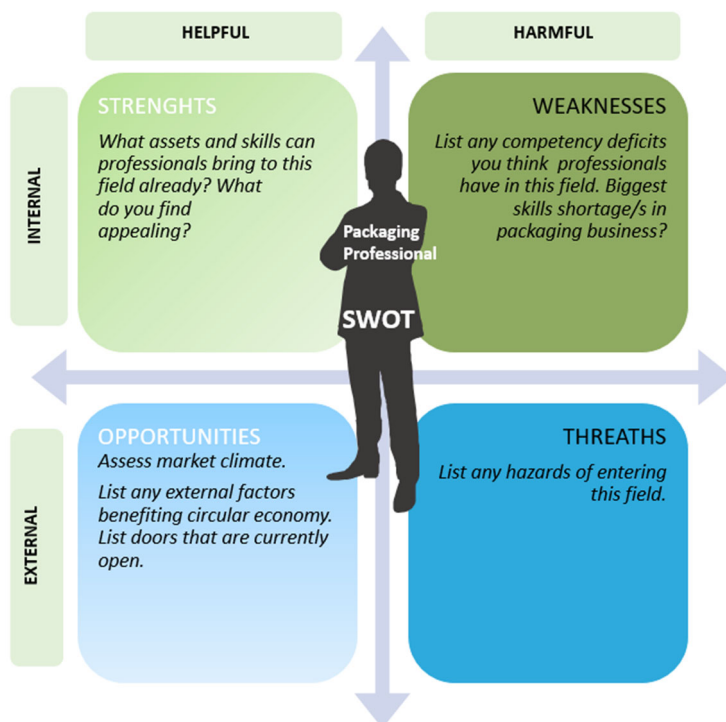 HELPFUL
HARMFUL
INTERNAL
STRENGHTS
What assets and skills can
professionals bring to this
field already? What
do you find
appealing?
WEAKNESSES
List any competency deficits
you think professionals
have in this field. Biggest
skills shortage/s in
packaging business?
Packaging
Professional
SWOT
EXTERNAL
OPPORTUNITIES
Assess market climate.
List any external factors
benefiting circular economy.
List doors that are currently
open.
THREATHS
List any hazards of entering
this field.